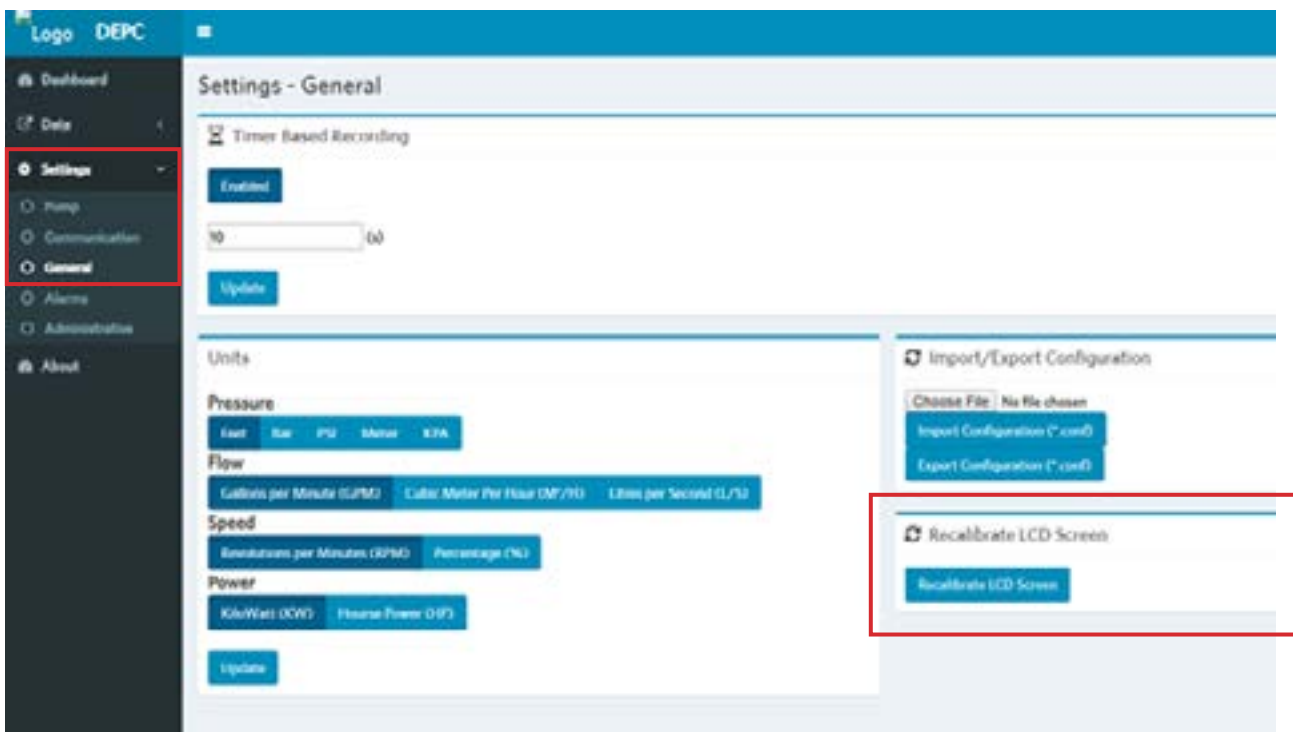 Logo DEPC
Dashboard
Data
Settings
Pump
Communication
General
Alarms
Administrative
About
Settings - General
Timer Based Recording
Enabled
10 (s)
Update
Units
Pressure
Feet Bar PSI Meter KPA
Flow
Gallons per Minute (GPM) Cubic Meter Per Hour (M³/H) Litres per Second (L/S)
Speed
Revolutions per Minutes (RPM) Percentage (%)
Power
KiloWatt (KW) Hourse Power (HP)
Update
Import/Export Configuration
Choose File No file chosen
Import Configuration (*.conf)
Export Configuration (*.conf)
Recalibrate LCD Screen
Recalibrate LCD Screen